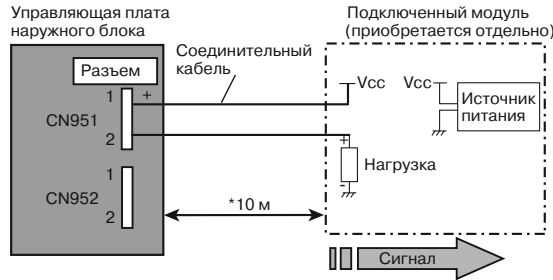 Управляющая плата
наружного блока
Подключенный модуль
(приобретается отдельно)
Соединительный
кабель
Разъем
1
+
CN951
2
Vcc
Vcc
Источник
питания
+
Нагрузка
-
1
CN952
2
*10 м
Сигнал